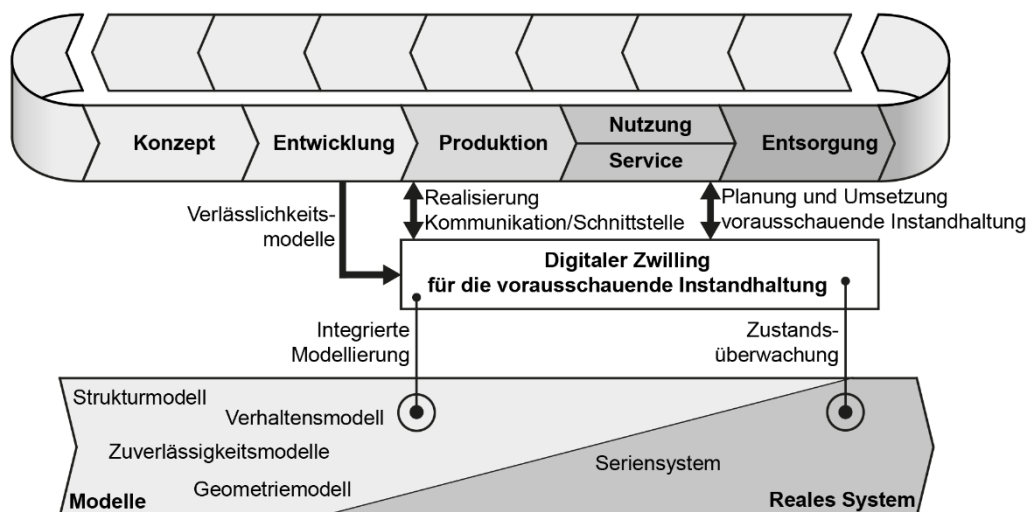 Konzept
Entwicklung
Produktion
Nutzung
Service
Entsorgung
Verlässlichkeits-
modelle
Realisierung
Kommunikation/Schnittstelle
Planung und Umsetzung
vorausschauende Instandhaltung
Digitaler Zwilling
für die vorausschauende Instandhaltung
Integrierte
Modellierung
Zustands-
überwachung
Strukturmodell
Verhaltensmodell
Zuverlässigkeitsmodelle
Geometriemodell
Modelle
Seriensystem
Reales System